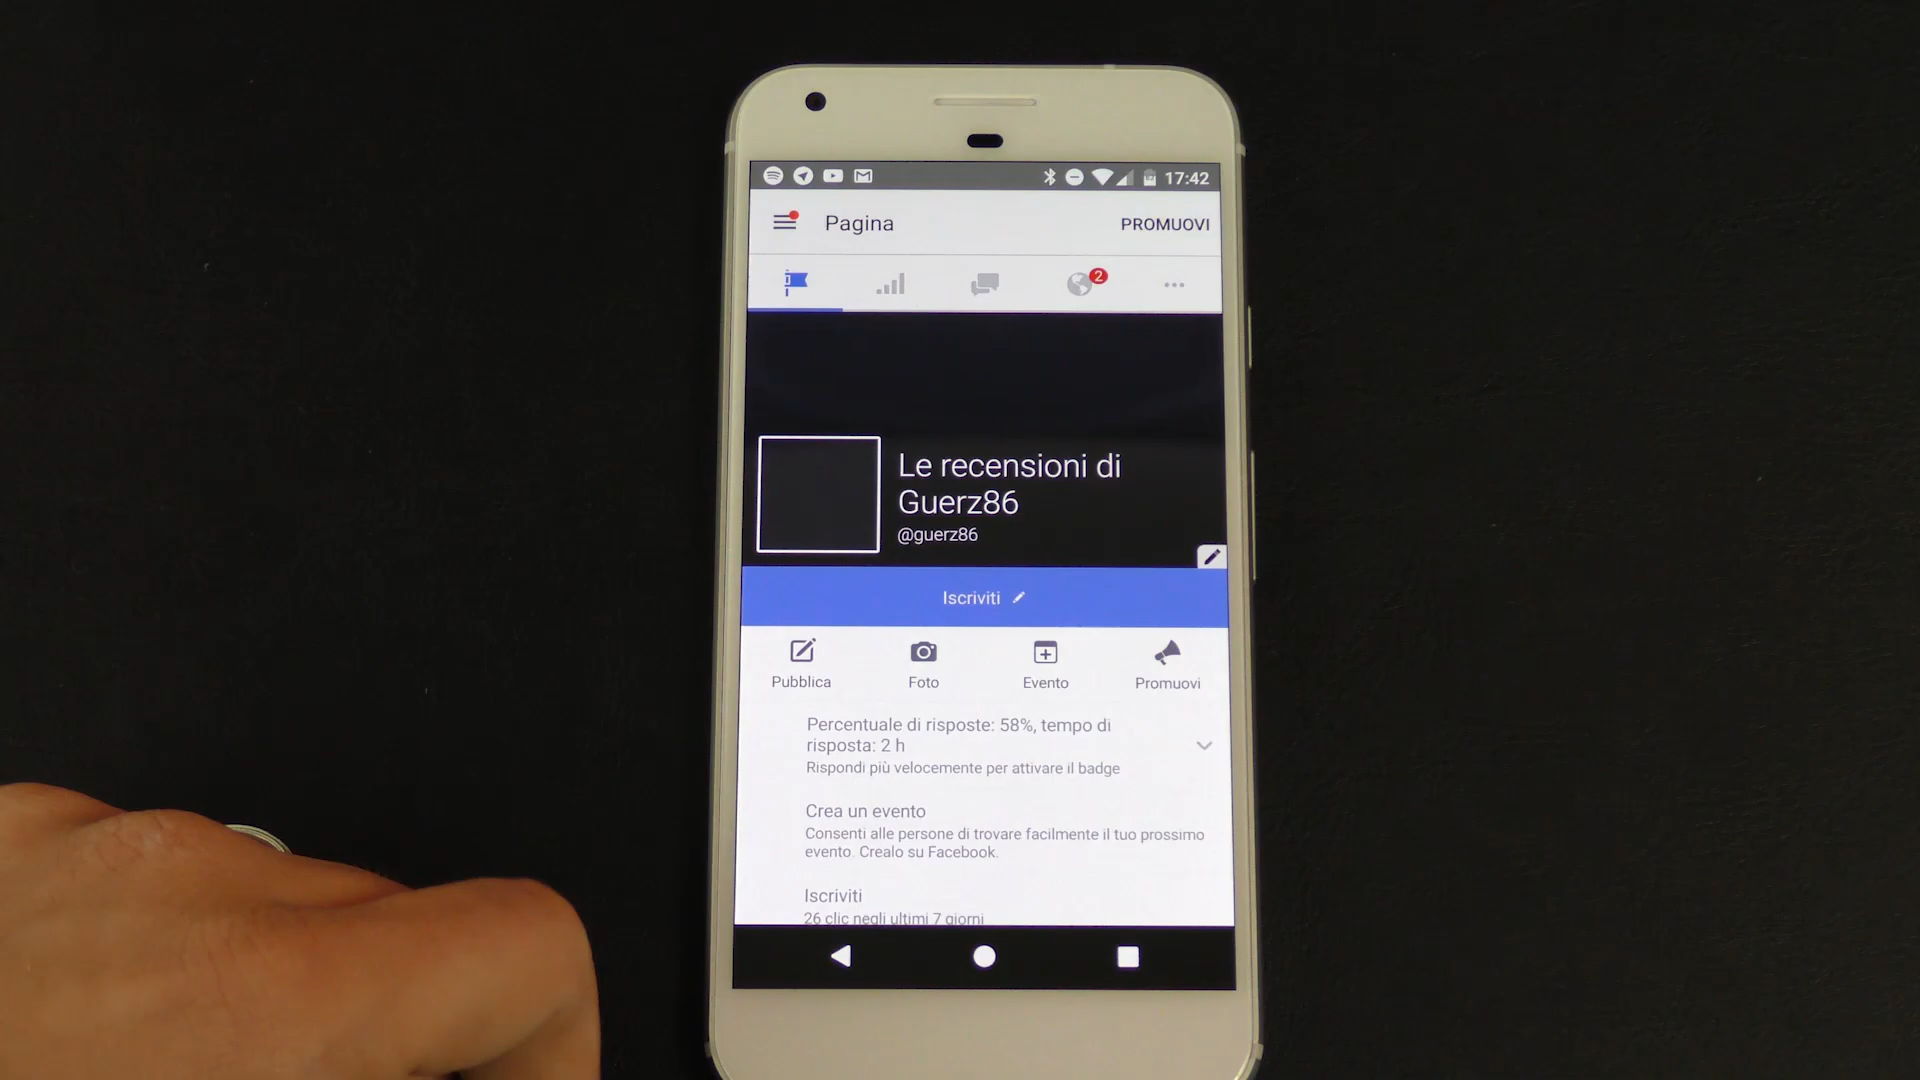 17:42
Pagina
PROMUOVI
2
Le recensioni di
Guerz86
@guerz86
Iscriviti
Pubblica
Foto
Evento
Promuovi
Percentuale di risposte: 58%, tempo di
risposta: 2 h
Rispondi più velocemente per attivare il badge
Crea un evento
Consenti alle persone di trovare facilmente il tuo prossimo
evento. Crealo su Facebook.
Iscriviti
26 clic negli ultimi 7 giorni